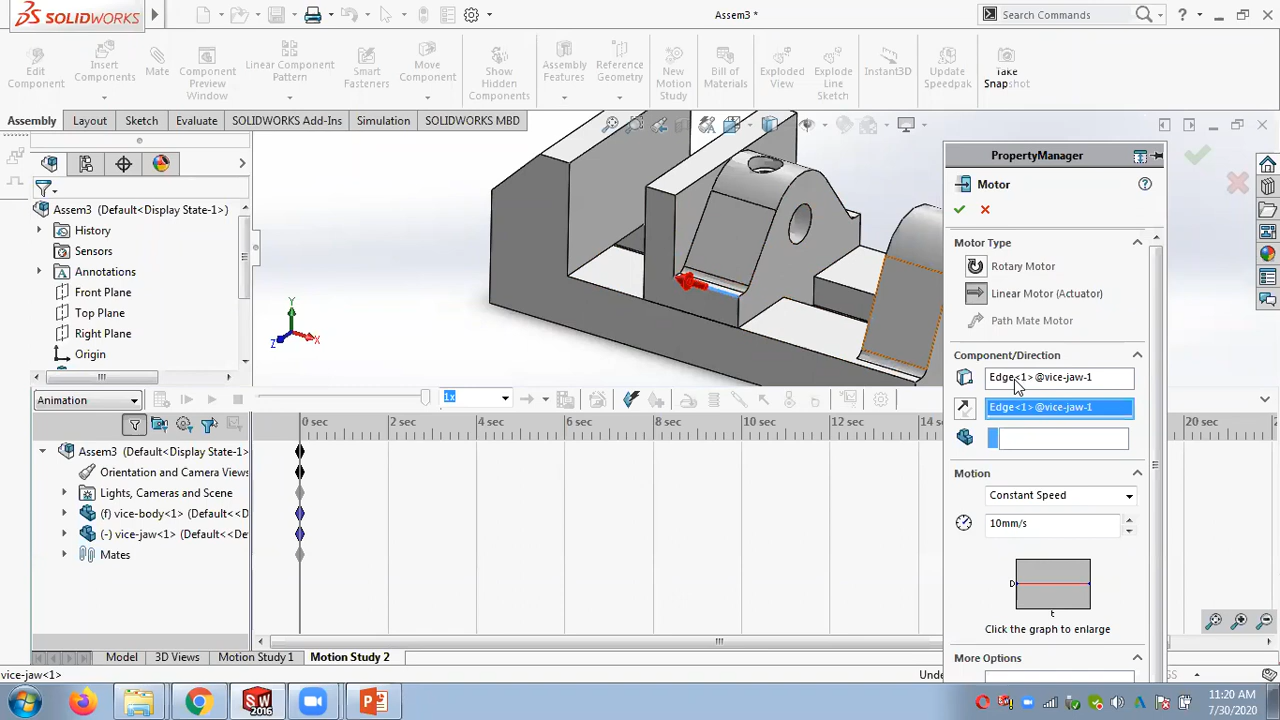 SOLIDWORKS
Assem3 *
Search Commands
Edit Component
Insert Components
Mate
Component Preview Window
Linear Component Pattern
Smart Fasteners
Move Component
Show Hidden Components
Assembly Features
Reference Geometry
New Motion Study
Bill of Materials
Exploded View
Explode Line Sketch
Instant3D
Update Speedpak
Take Snapshot
Assembly Layout Sketch Evaluate SOLIDWORKS Add-Ins Simulation SOLIDWORKS MBD
Assem3 (Default<Display State-1>)
History
Sensors
Annotations
Front Plane
Top Plane
Right Plane
Origin
Y
Z
X
PropertyManager
Motor
Motor Type
Rotary Motor
Linear Motor (Actuator)
Path Mate Motor
Component/Direction
Edge<1>@vice-jaw-1
Edge<1>@vice-jaw-1
Motion
Constant Speed
10mm/s
D
t
Click the graph to enlarge
More Options
Animation
1x
0 sec 2 sec 4 sec 6 sec 8 sec 10 sec 12 sec 14 sec 20 sec
Assem3 (Default<Display State-1>
Orientation and Camera Views
Lights, Cameras and Scene
(f) vice-body<1> (Default<<D
(-) vice-jaw<1> (Default<<De
Mates
Model 3D Views Motion Study 1 Motion Study 2
vice-jaw<1>
Unde
SW
2016
11:20 AM
7/30/2020